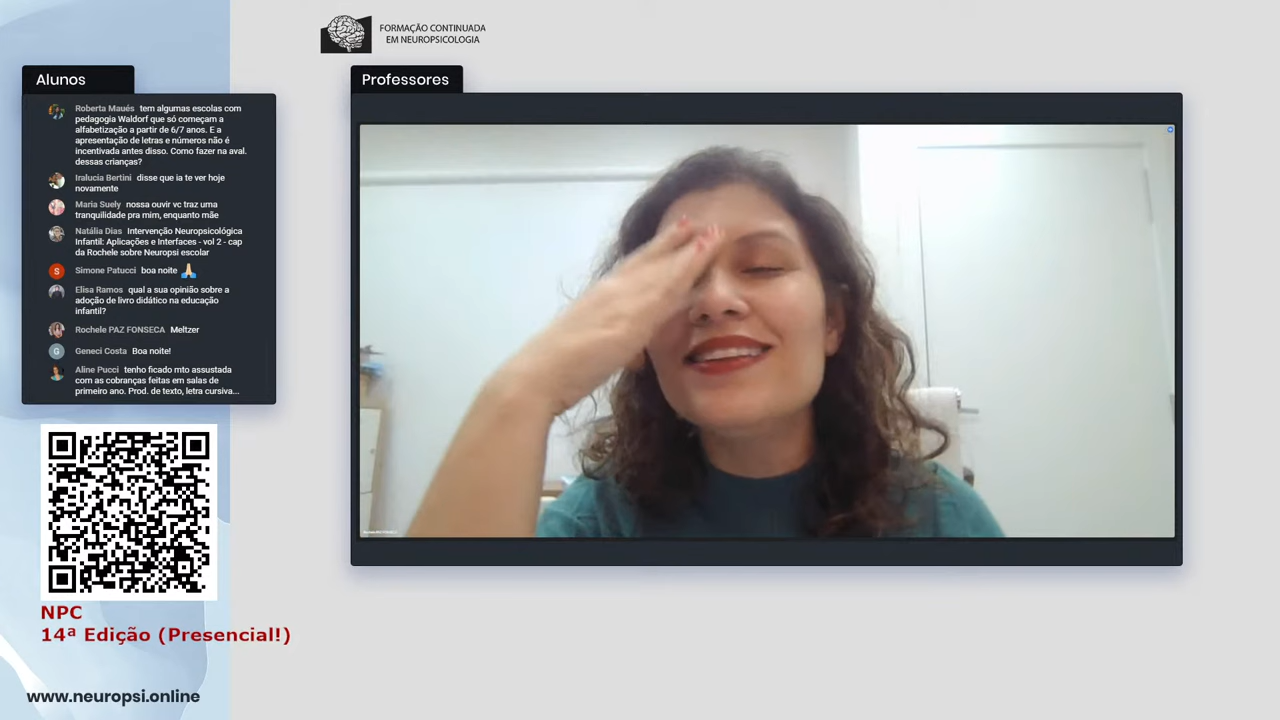 FORMAÇÃO CONTINUADA
EM NEUROPSICOLOGIA
Alunos
Professores
Roberta Maués tem algumas escolas com
pedagogia Waldorf que só começam a
alfabetização a partir de 6/7 anos. E a
apresentação de letras e números não é
incentivada antes disso. Como fazer na aval.
dessas crianças?
Iralucia Bertini disse que ia te ver hoje
novamente
Maria Suely nossa ouvir vc traz uma
tranquilidade pra mim, enquanto mãe
Natália Dias Intervenção Neuropsicológica
Infantil: Aplicações e Interfaces - vol 2 - cap
da Rochele sobre Neuropsi escolar
S Simone Patucci boa noite 🙏
Elisa Ramos qual a sua opinião sobre a
adoção de livro didático na educação
infantil?
Rochele PAZ FONSECA Meltzer
G Geneci Costa Boa noite!
Aline Pucci tenho ficado mto assustada
com as cobranças feitas em salas de
primeiro ano. Prod. de texto, letra cursiva...
NPC
14ª Edição (Presencial!)
www.neuropsi.online